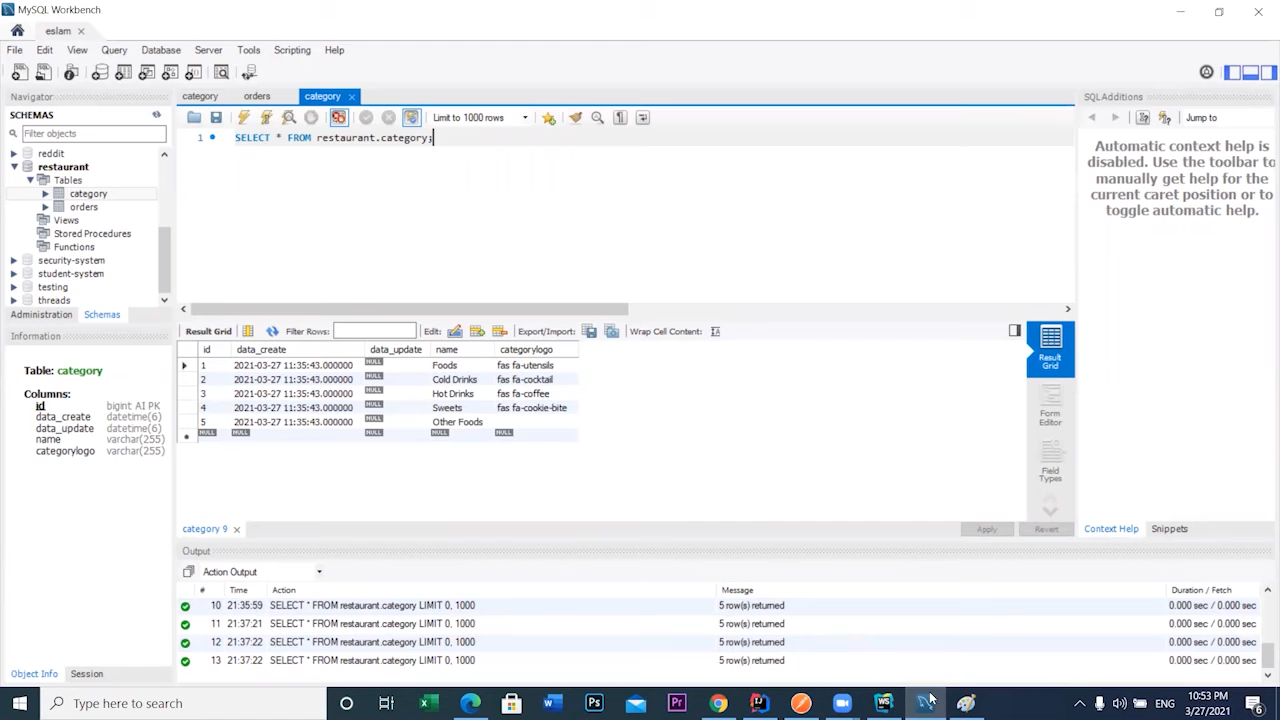 MySQL Workbench
eslam
File Edit View Query Database Server Tools Scripting Help
Navigator
SCHEMAS
Filter objects
reddit
restaurant
Tables
category
orders
Views
Stored Procedures
Functions
security-system
student-system
testing
threads
Administration Schemas
Information
Table: category
Columns:
id bigint AI PK
data_create datetime(6)
data_update datetime(6)
name varchar(255)
categorylogo varchar(255)
Object Info Session
category orders category
Limit to 1000 rows
1 SELECT * FROM restaurant.category;
Result Grid Filter Rows: Edit: Export/Import: Wrap Cell Content:
id data_create data_update name categorylogo
1 2021-03-27 11:35:43.000000 NULL Foods fas fa-utensils
2 2021-03-27 11:35:43.000000 NULL Cold Drinks fas fa-cocktail
3 2021-03-27 11:35:43.000000 NULL Hot Drinks fas fa-coffee
4 2021-03-27 11:35:43.000000 NULL Sweets fas fa-cookie-bite
5 2021-03-27 11:35:43.000000 NULL Other Foods
NULL NULL NULL NULL NULL
Result
Grid
Form
Editor
Field
Types
category 9 Apply Revert
Output
Action Output
# Time Action Message Duration / Fetch
10 21:35:59 SELECT * FROM restaurant.category LIMIT 0, 1000 5 row(s) returned 0.000 sec / 0.000 sec
11 21:37:21 SELECT * FROM restaurant.category LIMIT 0, 1000 5 row(s) returned 0.000 sec / 0.000 sec
12 21:37:22 SELECT * FROM restaurant.category LIMIT 0, 1000 5 row(s) returned 0.000 sec / 0.000 sec
13 21:37:22 SELECT * FROM restaurant.category LIMIT 0, 1000 5 row(s) returned 0.000 sec / 0.000 sec
SQLAdditions
Jump to
Automatic context help is
disabled. Use the toolbar to
manually get help for the
current caret position or to
toggle automatic help.
Context Help Snippets
Type here to search
Ps
Pr
WS
ENG
10:53 PM
3/27/2021
6